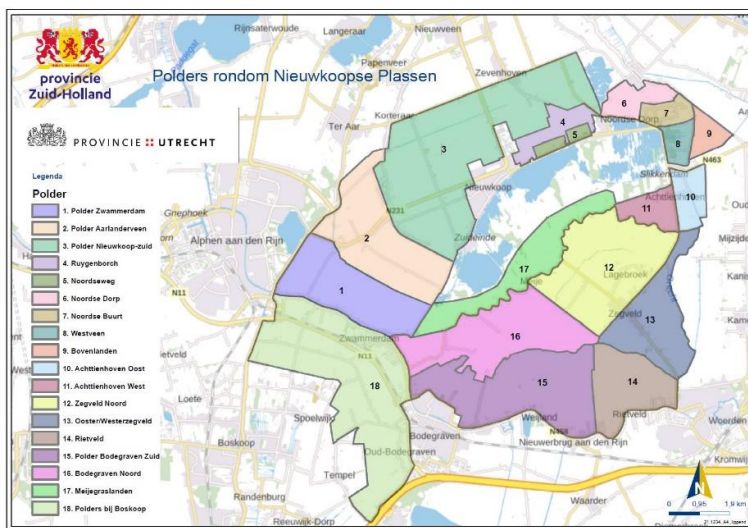 provincie
Zuid-Holland
Polders rondom Nieuwkoopse Plassen
PROVINCIE UTRECHT
Legenda
Polder
1. Polder Zwammerdam
2. Polder Aarlanderveen
3. Polder Nieuwkoop-zuid
4. Ruygenborch
5. Noordseweg
6. Noordse Dorp
7. Noordse Buurt
8. Westveen
9. Bovenlanden
10. Achttienhoven Oost
11. Achttienhoven West
12. Zegveld Noord
13. Ooster/Westerzegveld
14. Rietveld
15. Polder Bodegraven Zuid
16. Bodegraven Noord
17. Meijegraslanden
18. Polders bij Boskoop
Rijnsaterwoude
Langeraar
Nieuwveen
Papenveer
Zevenhoven
Korteraar
Ter Aar
6
7
Noordse Dorp
4
5
8
9
N463
3
Slikkendam
Nieuwkoop
Achttienhoven
10
11
N231
Gnephoek
Alphen aan den Rijn
Zuideinde
2
17
Meije
12
Lagebroek
Zegveld
13
N11
1
Zwammerdam
N11
16
18
15
14
Loete
Spoelwijk
Weijland
Rietveld
Woerden
Boskoop
Bodegraven
N458
Nieuwerbrug aan den Rijn
Oud-Bodegraven
Tempel
Randenburg
Reeuwijk-Dorp
Waarder
N
0 0,95 1,9 km